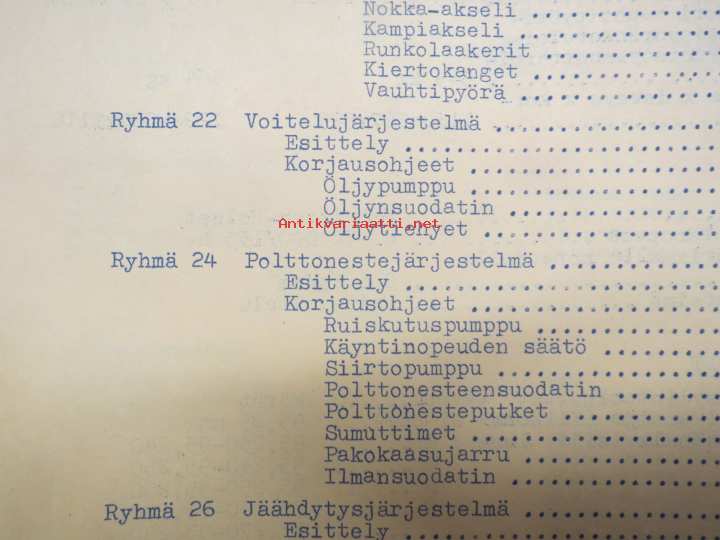 Nokka-akseli ..........
Kampiakseli ..........
Runkolaakerit ..........
Kiertokanget ..........
Vauhtipyörä ..........
Ryhmä 22 Voitelujärjestelmä ............
Esittely ................
Korjausohjeet ..............
Öljypumppu ..............
Öljynsuodatin ...........
Antikvariaatti.net
Öljytiehyet .............
Ryhmä 24 Polttonestejärjestelmä .........
Esittely ................
Korjausohjeet ..............
Ruiskutuspumppu ..........
Käyntinopeuden säätö ......
Siirtopumppu ............
Polttonesteensuodatin ......
Polttonesteputket .........
Sumuttimet ..............
Pakokaasujarru ...........
Ilmansuodatin ...........
Ryhmä 26 Jäähdytysjärjestelmä ..........
Esittely ................